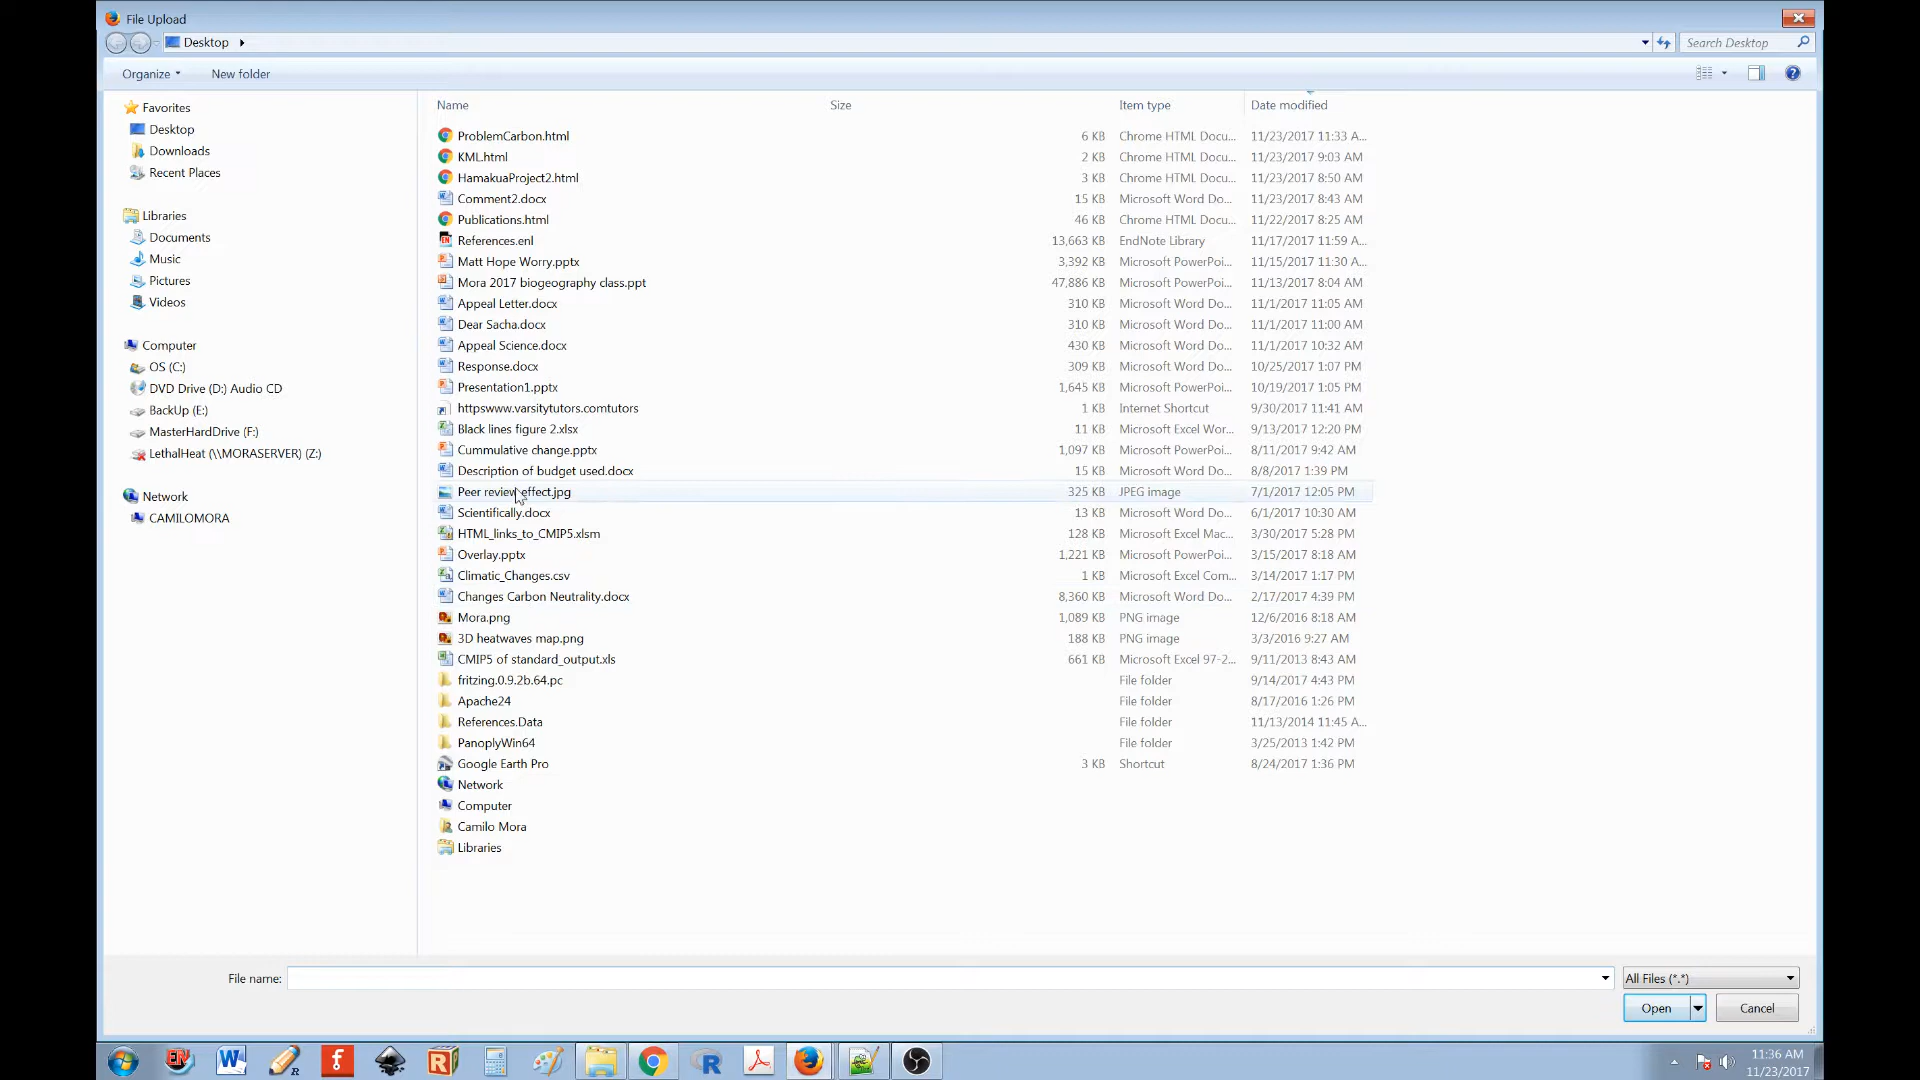 File Upload
Desktop
Search Desktop
Organize New folder
Name Size Item type Date modified
Favorites
Desktop
Downloads
Recent Places
Libraries
Documents
Music
Pictures
Videos
Computer
OS (C:)
DVD Drive (D:) Audio CD
BackUp (E:)
MasterHardDrive (F:)
LethalHeat (\\MORASERVER) (Z:)
Network
CAMILOMORA
ProblemCarbon.html 6 KB Chrome HTML Docu... 11/23/2017 11:33 A...
KML.html 2 KB Chrome HTML Docu... 11/23/2017 9:03 AM
HamakuaProject2.html 3 KB Chrome HTML Docu... 11/23/2017 8:50 AM
Comment2.docx 15 KB Microsoft Word Do... 11/23/2017 8:43 AM
Publications.html 46 KB Chrome HTML Docu... 11/22/2017 8:25 AM
References.enl 13,663 KB EndNote Library 11/17/2017 11:59 A...
Matt Hope Worry.pptx 3,392 KB Microsoft PowerPoi... 11/15/2017 11:30 A...
Mora 2017 biogeography class.ppt 47,886 KB Microsoft PowerPoi... 11/13/2017 8:04 AM
Appeal Letter.docx 310 KB Microsoft Word Do... 11/1/2017 11:05 AM
Dear Sacha.docx 310 KB Microsoft Word Do... 11/1/2017 11:00 AM
Appeal Science.docx 430 KB Microsoft Word Do... 11/1/2017 10:32 AM
Response.docx 309 KB Microsoft Word Do... 10/25/2017 1:07 PM
Presentation1.pptx 1,645 KB Microsoft PowerPoi... 10/19/2017 1:05 PM
httpswww.varsitytutors.comtutors 1 KB Internet Shortcut 9/30/2017 11:41 AM
Black lines figure 2.xlsx 11 KB Microsoft Excel Wor... 9/13/2017 12:20 PM
Cummulative change.pptx 1,097 KB Microsoft PowerPoi... 8/11/2017 9:42 AM
Description of budget used.docx 15 KB Microsoft Word Do... 8/8/2017 1:39 PM
Peer review effect.jpg 325 KB JPEG image 7/1/2017 12:05 PM
Scientifically.docx 13 KB Microsoft Word Do... 6/1/2017 10:30 AM
HTML_links_to_CMIP5.xlsm 128 KB Microsoft Excel Mac... 3/30/2017 5:28 PM
Overlay.pptx 1,221 KB Microsoft PowerPoi... 3/15/2017 8:18 AM
Climatic_Changes.csv 1 KB Microsoft Excel Com... 3/14/2017 1:17 PM
Changes Carbon Neutrality.docx 8,360 KB Microsoft Word Do... 2/17/2017 4:39 PM
Mora.png 1,089 KB PNG image 12/6/2016 8:18 AM
3D heatwaves map.png 188 KB PNG image 3/3/2016 9:27 AM
CMIP5 of standard_output.xls 661 KB Microsoft Excel 97-2... 9/11/2013 8:43 AM
fritzing.0.9.2b.64.pc File folder 9/14/2017 4:43 PM
Apache24 File folder 8/17/2016 1:26 PM
References.Data File folder 11/13/2014 11:45 A...
PanoplyWin64 File folder 3/25/2013 1:42 PM
Google Earth Pro 3 KB Shortcut 8/24/2017 1:36 PM
Network
Computer
Camilo Mora
Libraries
File name: All Files (*.*)
Open Cancel
11:36 AM
11/23/2017